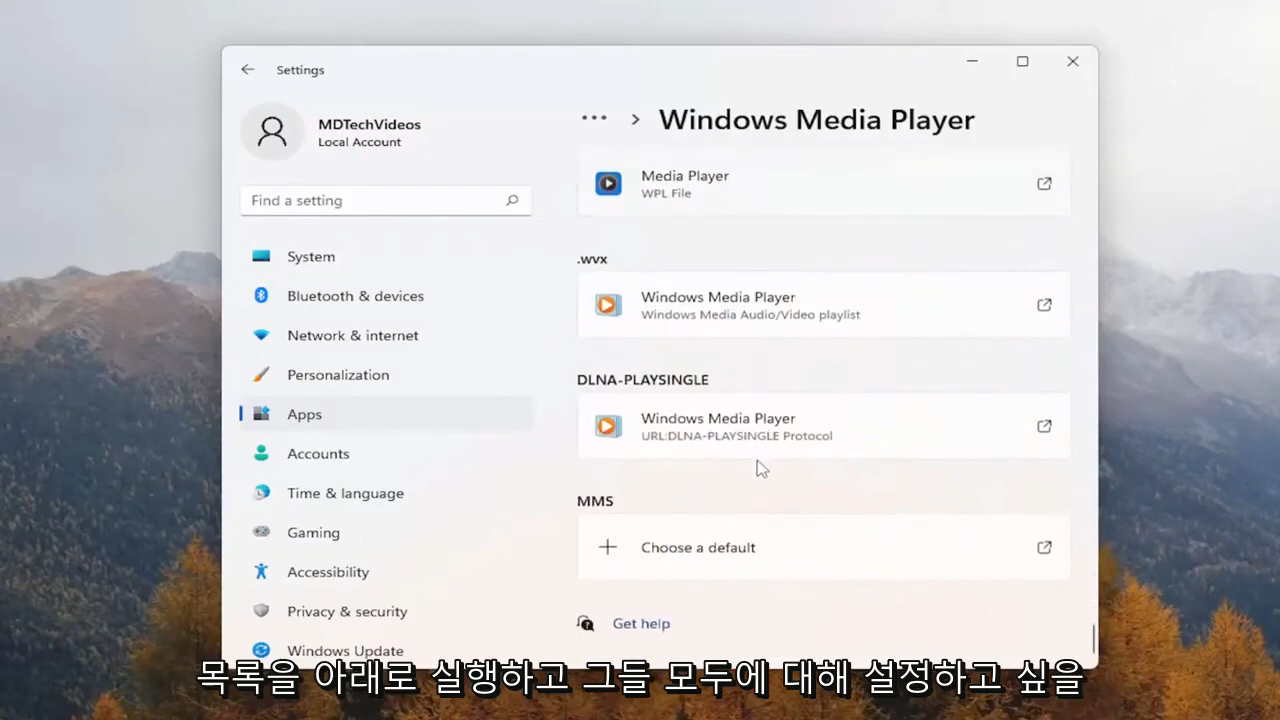 Settings
MDTechVideos
Local Account
Find a setting
System
Bluetooth & devices
Network & internet
Personalization
Apps
Accounts
Time & language
Gaming
Accessibility
Privacy & security
Windows Update
Windows Media Player
Media Player
WPL File
.wvx
Windows Media Player
Windows Media Audio/Video playlist
DLNA-PLAYSINGLE
Windows Media Player
URL:DLNA-PLAYSINGLE Protocol
MMS
Choose a default
Get help
목록을 아래로 실행하고 그들 모두에 대해 설정하고 싶을